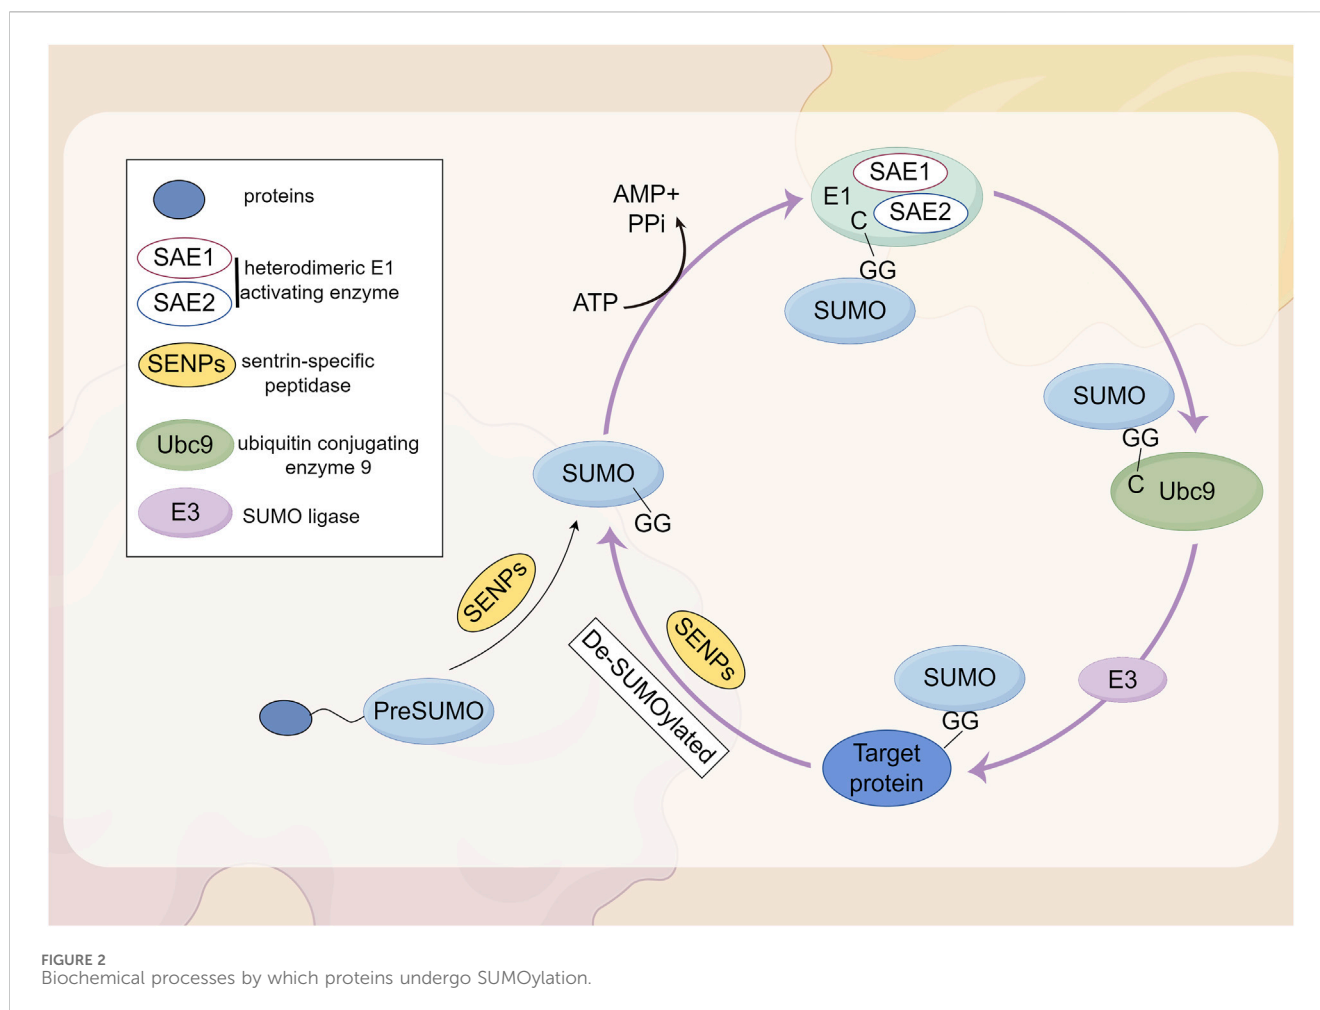 proteins
SAE1
SAE2
heterodimeric E1
activating enzyme
SENPs
sentrin-specific
peptidase
Ubc9
ubiquitin conjugating
enzyme 9
E3
SUMO ligase
AMP+
PPi
ATP
SAE1
E1
SAE2
C
GG
SUMO
SUMO
GG
C
Ubc9
SUMO
GG
SENPs
SENPs
De-SUMOylated
PreSUMO
E3
SUMO
GG
Target
protein
FIGURE 2
Biochemical processes by which proteins undergo SUMOylation.